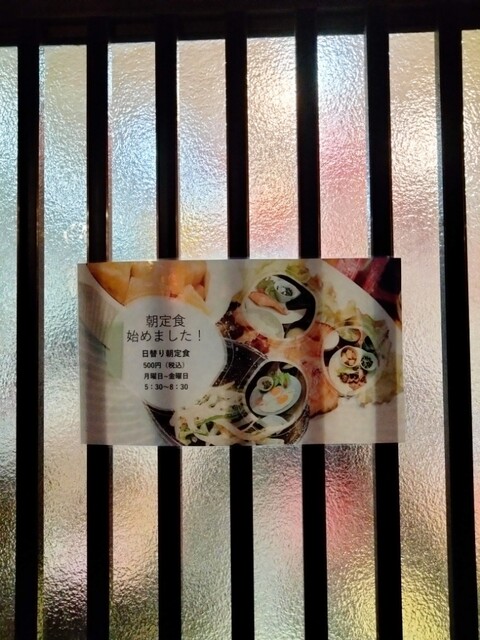 朝定食
始めました！
日替り朝定食
500円（税込）
月曜日~金曜日
5：30~8：30